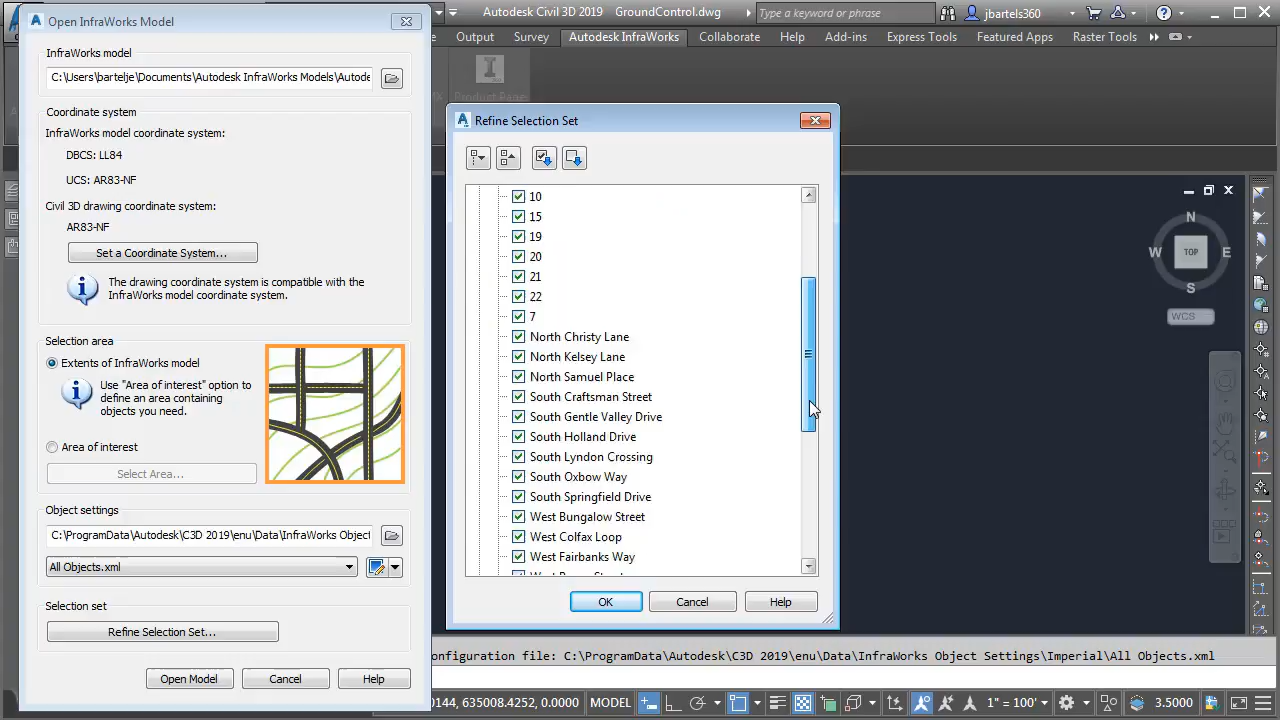 Open InfraWorks Model
InfraWorks model
C:\Users\bartelje\Documents\Autodesk InfraWorks Models\Autode
Coordinate system
InfraWorks model coordinate system:
DBCS: LL84
UCS: AR83-NF
Civil 3D drawing coordinate system:
AR83-NF
Set a Coordinate System...
The drawing coordinate system is compatible with the
InfraWorks model coordinate system.
Selection area
Extents of InfraWorks model
Use "Area of interest" option to
define an area containing
objects you need.
Area of interest
Select Area...
Object settings
C:\ProgramData\Autodesk\C3D 2019\enu\Data\InfraWorks Object
All Objects.xml
Selection set
Refine Selection Set...
Open Model Cancel Help
Autodesk Civil 3D 2019 GroundControl.dwg
Type a keyword or phrase
jbartels360
Output Survey Autodesk InfraWorks Collaborate Help Add-ins Express Tools Featured Apps Raster Tools
Refine Selection Set
10
15
19
20
21
22
7
North Christy Lane
North Kelsey Lane
North Samuel Place
South Craftsman Street
South Gentle Valley Drive
South Holland Drive
South Lyndon Crossing
South Oxbow Way
South Springfield Drive
West Bungalow Street
West Colfax Loop
West Fairbanks Way
OK Cancel Help
N
W TOP E
S
WCS
onfiguration file: C:\ProgramData\Autodesk\C3D 2019\enu\Data\InfraWorks Object Settings\Imperial\All Objects.xml
0144, 635008.4252, 0.0000 MODEL 1" = 100' 3.5000